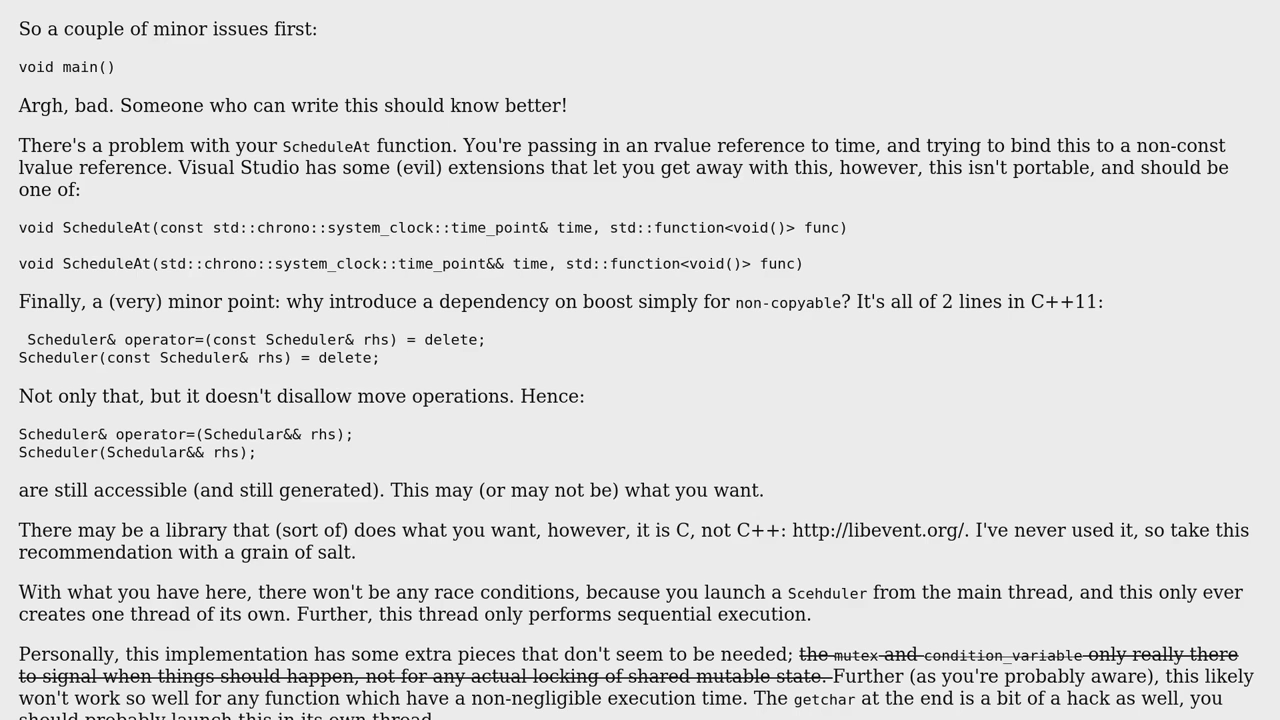 So a couple of minor issues first:
void main()
Argh, bad. Someone who can write this should know better!
There's a problem with your ScheduleAt function. You're passing in an rvalue reference to time, and trying to bind this to a non-const
lvalue reference. Visual Studio has some (evil) extensions that let you get away with this, however, this isn't portable, and should be
one of:
void ScheduleAt(const std::chrono::system_clock::time_point& time, std::function<void()> func)
void ScheduleAt(std::chrono::system_clock::time_point&& time, std::function<void()> func)
Finally, a (very) minor point: why introduce a dependency on boost simply for non-copyable? It's all of 2 lines in C++11:
Scheduler& operator=(const Scheduler& rhs) = delete;
Scheduler(const Scheduler& rhs) = delete;
Not only that, but it doesn't disallow move operations. Hence:
Scheduler& operator=(Schedular&& rhs);
Scheduler(Schedular&& rhs);
are still accessible (and still generated). This may (or may not be) what you want.
There may be a library that (sort of) does what you want, however, it is C, not C++: http://libevent.org/. I've never used it, so take this
recommendation with a grain of salt.
With what you have here, there won't be any race conditions, because you launch a Scehduler from the main thread, and this only ever
creates one thread of its own. Further, this thread only performs sequential execution.
Personally, this implementation has some extra pieces that don't seem to be needed; the mutex and condition_variable only really there
to signal when things should happen, not for any actual locking of shared mutable state. Further (as you're probably aware), this likely
won't work so well for any function which have a non-negligible execution time. The getchar at the end is a bit of a hack as well, you
should probably launch this in its own thread.